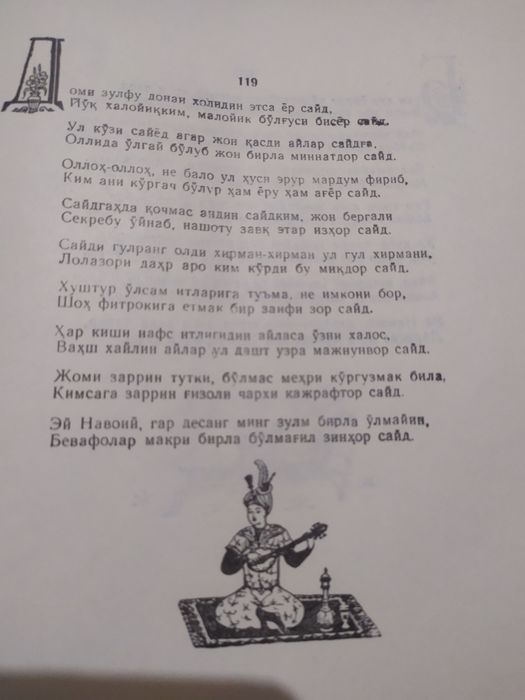 119
Доми зулфу донаи холидин этса ёр сайд,
Йўқ халойиқким, малойик бўлғуси бисёр сайд.
Ул кўзи сайёд агар жон қасди айлар сайдға,
Оллида ўлгай бўлуб жон бирла миннатдор сайд.
Оллоҳ-оллоҳ, не бало ул ҳусн эрур мардум фириб,
Ким ани кўргач бўлур ҳам ёру ҳам ағёр сайд.
Сайдгаҳда қочмас андин сайдким, жон бергали
Секребу ўйнаб, нашоту завқ этар изҳор сайд.
Сайди гулранг олди хирман-хирман ул гул хирмани,
Лолазори даҳр аро ким кўрди бу миқдор сайд.
Хуштур ўлсам итларига туъма, не имкони бор,
Шоҳ фитрокига етмак бир заифи зор сайд.
Ҳар киши нафс итлигидин айласа ўзни халос,
Ваҳш хайлин айлар ул дашт узра мажнунвор сайд.
Жоми заррин тутки, бўлмас меҳри кўргузмак била,
Кимсага заррин ғизоли чархи кажрафтор сайд.
Эй Навоий, гар десанг минг зулм бирла ўлмайин,
Бевафолар макри бирла бўлмағил зинҳор сайд.